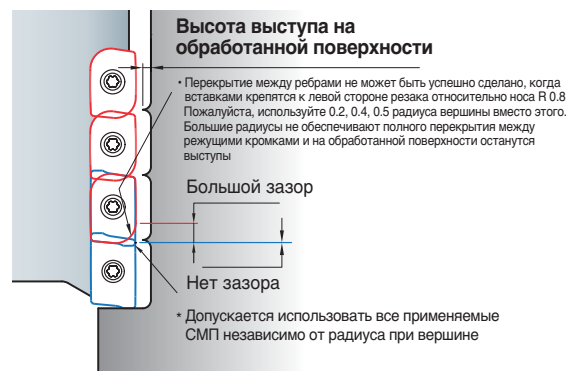 Высота выступа на
обработанной поверхности
• Перекрытие между ребрами не может быть успешно сделано, когда
вставками крепятся к левой стороне резака относительно носа R 0.8
Пожалуйста, используйте 0.2, 0.4, 0.5 радиуса вершины вместо этого.
Большие радиусы не обеспечивают полного перекрытия между
режущими кромками и на обработанной поверхности останутся
выступы
Большой зазор
Нет зазора
* Допускается использовать все применяемые
СМП независимо от радиуса при вершине